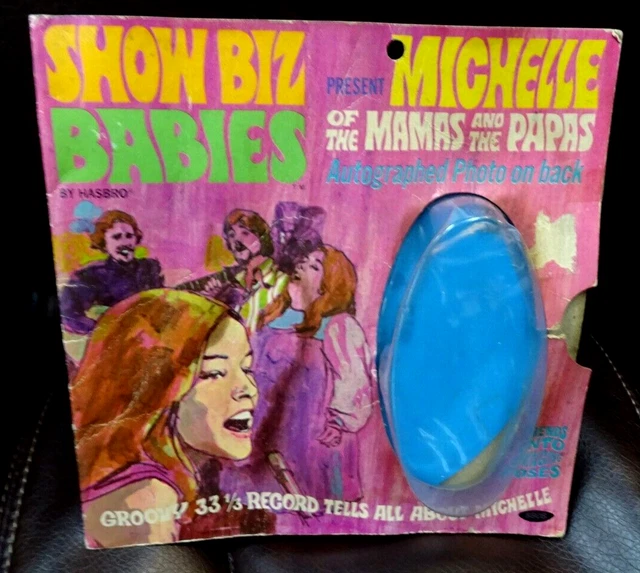 SHOW BIZ
BABIES
BY HASBRO®
PRESENT MICHELLE
OF THE MAMAS AND THE PAPAS
Autographed Photo on back
GROOVY 33 1/3 RECORD TELLS ALL ABOUT MICHELLE